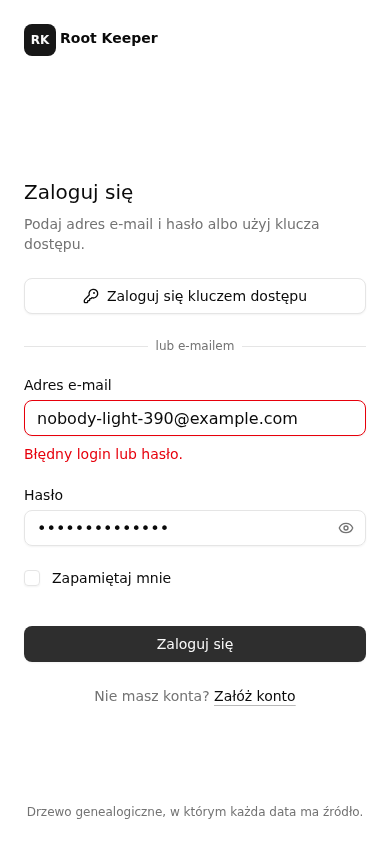 RK Root Keeper
Zaloguj się
Podaj adres e-mail i hasło albo użyj klucza
dostępu.
Zaloguj się kluczem dostępu
lub e-mailem
Adres e-mail
nobody-light-390@example.com
Błędny login lub hasło.
Hasło
••••••••••••••
Zapamiętaj mnie
Zaloguj się
Nie masz konta? Załóż konto
Drzewo genealogiczne, w którym każda data ma źródło.